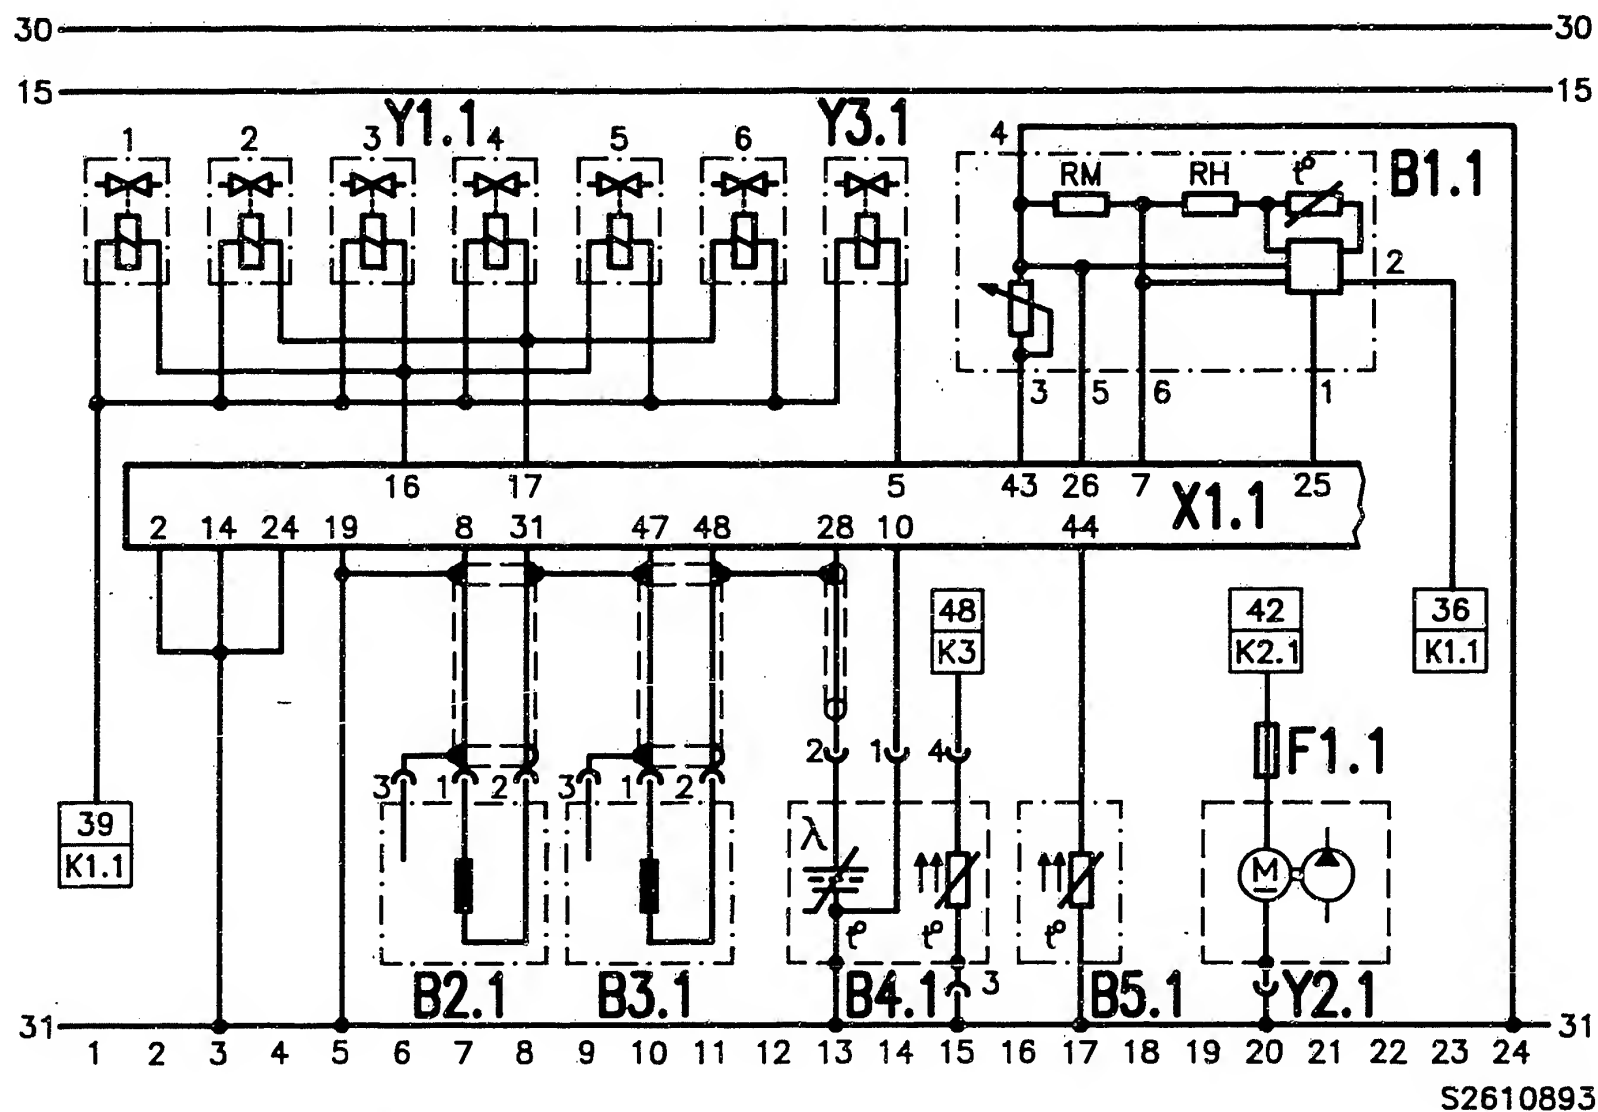 30 30
15 15
Y1.1 Y3.1
1 2 3 4 5 6 4
B1.1
RM RH t°
2
3 5 6 1
16 17 5 43 26 7 25
X1.1
2 14 24 19 8 31 47 48 28 10 44
48 42 36
K3 K2.1 K1.1
2 1 4
F1.1
3 1 2 3 1 2
39
K1.1
λ
M
t° t° t°
B2.1 B3.1 B4.1 3 B5.1 Y2.1
31 31
1 2 3 4 5 6 7 8 9 10 11 12 13 14 15 16 17 18 19 20 21 22 23 24
S2610893